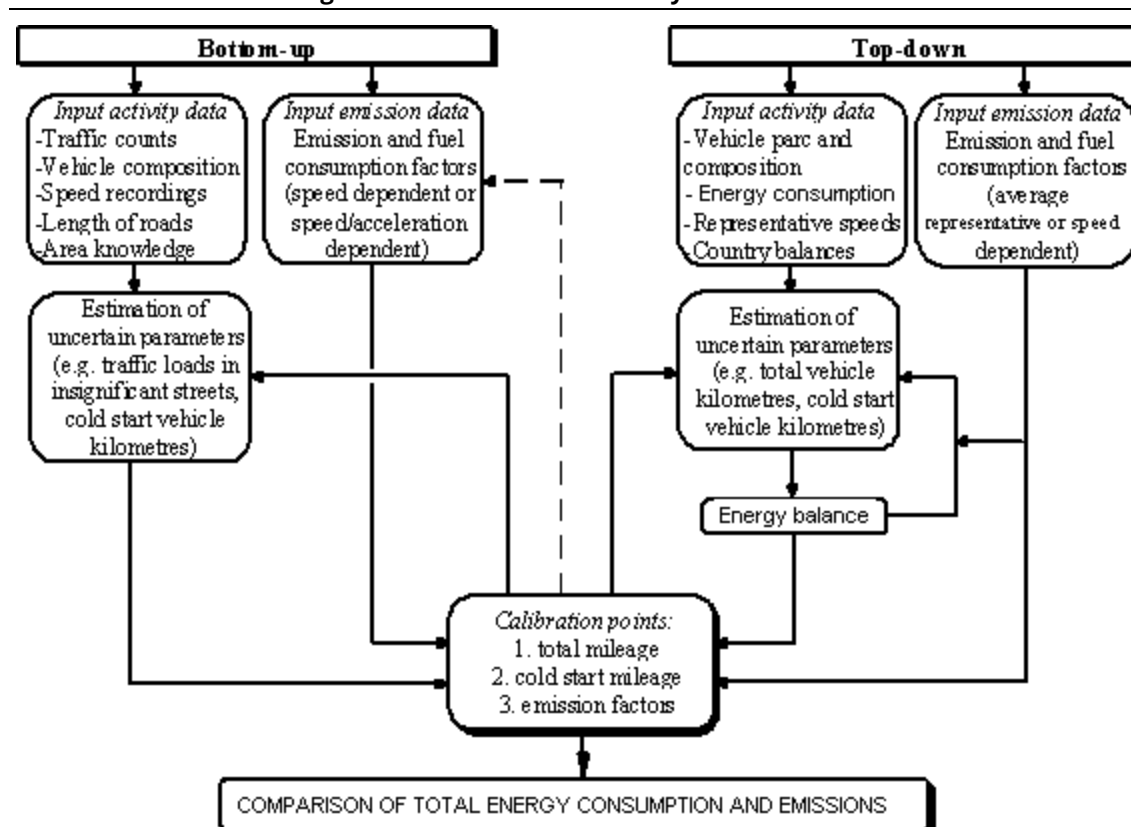 Bottom-up
Top-down
Input activity data
-Traffic counts
-Vehicle composition
-Speed recordings
-Length of roads
-Area knowledge
Input emission data
Emission and fuel
consumption factors
(speed dependent or
speed/acceleration
dependent)
Input activity data
- Vehicle parc and
composition
- Energy consumption
-Representative speeds
-Country balances
Input emission data
Emission and fuel
consumption factors
(average
representative or speed
dependent)
Estimation of
uncertain parameters
(e.g. traffic loads in
insignificant streets,
cold start vehicle
kilometres)
Estimation of
uncertain parameters
(e.g. total vehicle
kilometres, cold start
vehicle kilometres)
Energy balance
Calibration points:
1. total mileage
2. cold start mileage
3. emission factors
COMPARISON OF TOTAL ENERGY CONSUMPTION AND EMISSIONS